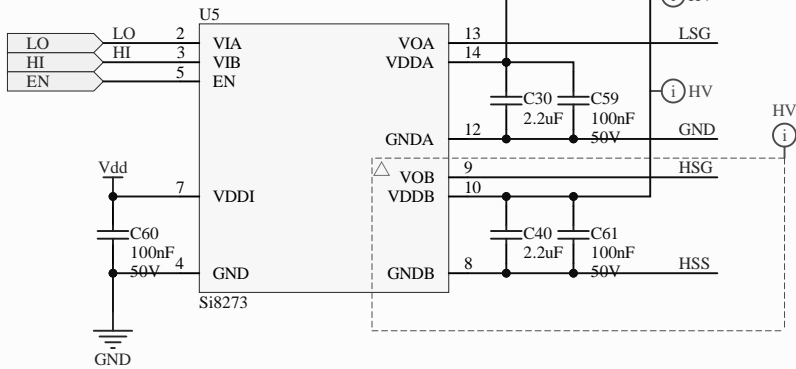 i HV
U5
LO LO 2 VIA VOA 13 LSG
HI HI 3 VIB VDDA 14
EN 5 EN
i HV
C30 C59
2.2uF 100nF
50V
HV
i
GNDA 12 GND
VOB 9 HSG
Vdd
7 VDDI VDDB 10
C60
100nF
50V
C40 C61
2.2uF 100nF
50V
4 GND GNDB 8 HSS
Si8273
GND